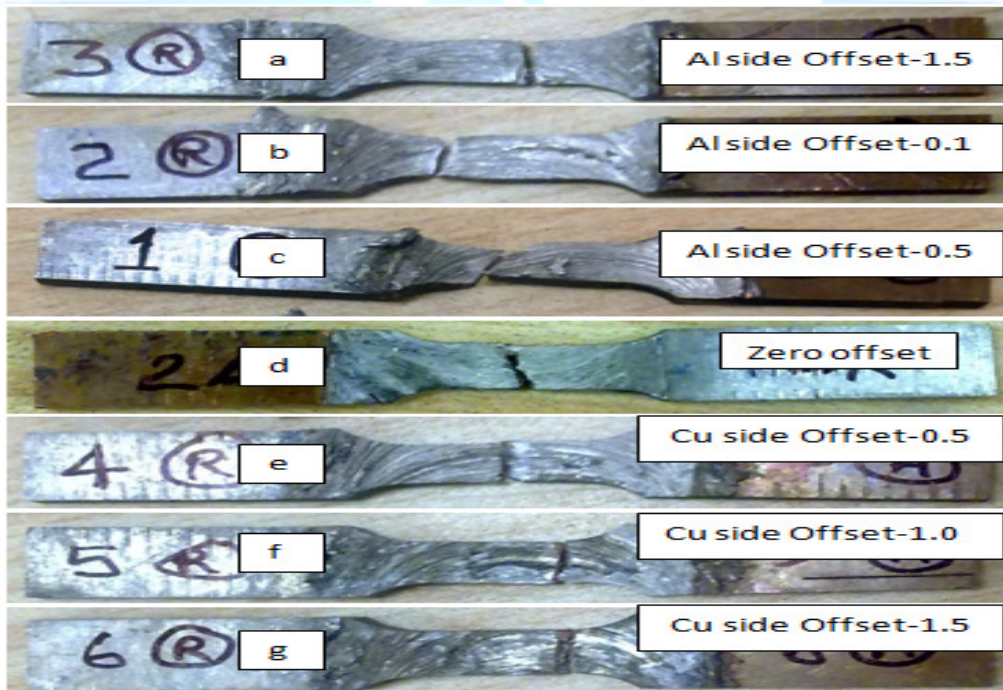 3 R a Al side Offset-1.5
2 R b Al side Offset-0.1
1 c Al side Offset-0.5
2 d Zero offset
Cu side Offset-0.5
4 R e
Cu side Offset-1.0
5 R f
Cu side Offset-1.5
6 R g